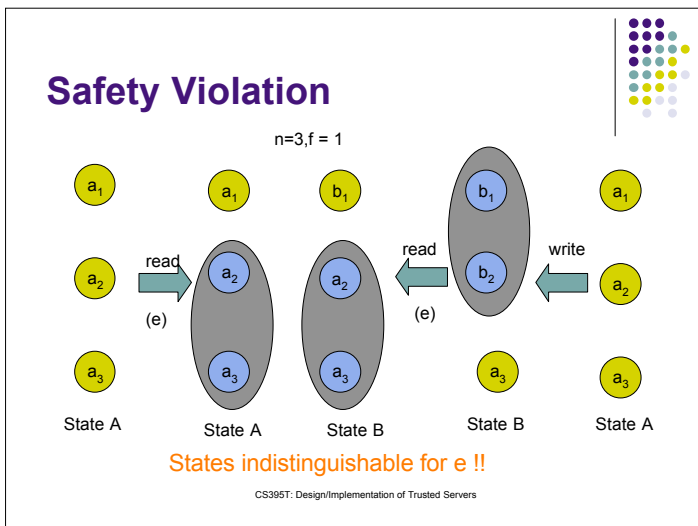 Safety Violation
n=3,f = 1
a1 a1 b1 b1 a1
read read write
a2 a2 a2 b2 a2
(e) (e)
a3 a3 a3 a3 a3
State A State A State B State B State A
States indistinguishable for e !!
CS395T: Design/Implementation of Trusted Servers